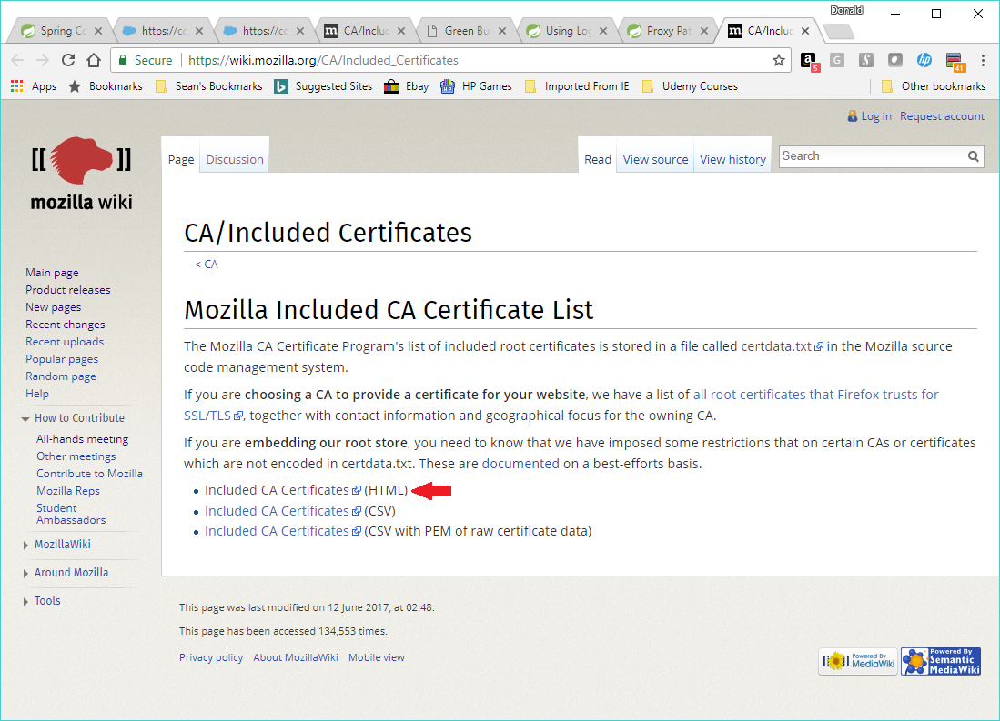 Donald
Spring Co
https://cc
https://cc
CA/Includ
Green Bu
Using Log
Proxy Pat
CA/Includ
Secure
https://wiki.mozilla.org/CA/Included_Certificates
5
G
hp
41
Apps
Bookmarks
Sean's Bookmarks
Suggested Sites
Ebay
HP Games
Imported From IE
Udemy Courses
Other bookmarks
Log in
Request account
[[ ]]
mozilla wiki
Page
Discussion
Read
View source
View history
Search
CA/Included Certificates
< CA
Mozilla Included CA Certificate List
The Mozilla CA Certificate Program's list of included root certificates is stored in a file called certdata.txt in the Mozilla source
code management system.
If you are choosing a CA to provide a certificate for your website, we have a list of all root certificates that Firefox trusts for
SSL/TLS, together with contact information and geographical focus for the owning CA.
If you are embedding our root store, you need to know that we have imposed some restrictions that on certain CAs or certificates
which are not encoded in certdata.txt. These are documented on a best-efforts basis.
Included CA Certificates (HTML)
Included CA Certificates (CSV)
Included CA Certificates (CSV with PEM of raw certificate data)
Main page
Product releases
New pages
Recent changes
Recent uploads
Popular pages
Random page
Help
How to Contribute
All-hands meeting
Other meetings
Contribute to Mozilla
Mozilla Reps
Student
Ambassadors
MozillaWiki
Around Mozilla
Tools
This page was last modified on 12 June 2017, at 02:48.
This page has been accessed 134,553 times.
Privacy policy
About MozillaWiki
Mobile view
Powered By
MediaWiki
Powered By
Semantic
MediaWiki